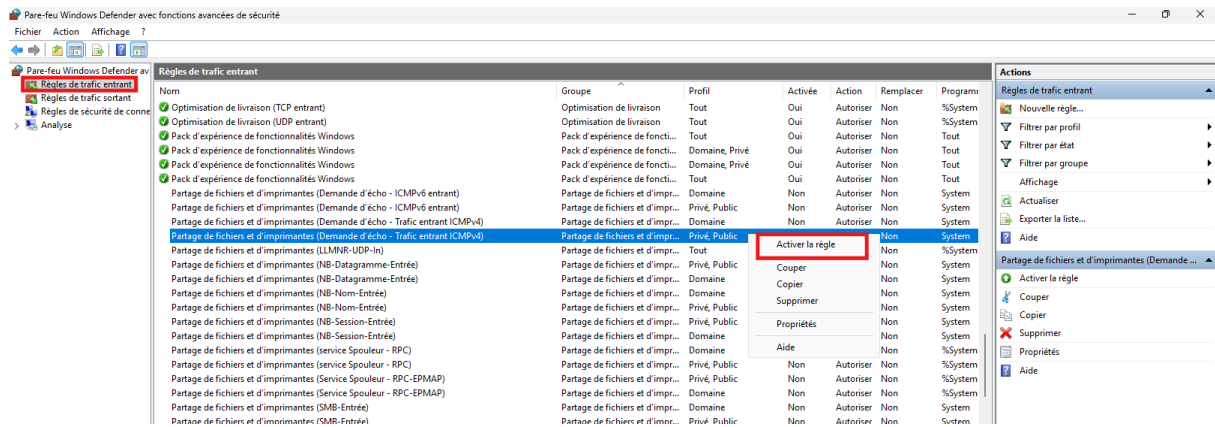 Pare-feu Windows Defender avec fonctions avancées de sécurité
Fichier Action Affichage ?
Pare-feu Windows Defender av
Règles de trafic entrant
Règles de trafic sortant
Règles de sécurité de conne
Analyse
Règles de trafic entrant
Nom Groupe Profil Activée Action Remplacer Programm
Optimisation de livraison (TCP entrant) Optimisation de livraison Tout Oui Autoriser Non %System
Optimisation de livraison (UDP entrant) Optimisation de livraison Tout Oui Autoriser Non %System
Pack d'expérience de fonctionnalités Windows Pack d'expérience de foncti... Tout Oui Autoriser Non Tout
Pack d'expérience de fonctionnalités Windows Pack d'expérience de foncti... Domaine, Privé Oui Autoriser Non Tout
Pack d'expérience de fonctionnalités Windows Pack d'expérience de foncti... Domaine, Privé Oui Autoriser Non Tout
Pack d'expérience de fonctionnalités Windows Pack d'expérience de foncti... Tout Oui Autoriser Non Tout
Partage de fichiers et d'imprimantes (Demande d'écho - ICMPv6 entrant) Partage de fichiers et d'impr... Domaine Non Autoriser Non System
Partage de fichiers et d'imprimantes (Demande d'écho - ICMPv6 entrant) Partage de fichiers et d'impr... Privé, Public Non Autoriser Non System
Partage de fichiers et d'imprimantes (Demande d'écho - Trafic entrant ICMPv4) Partage de fichiers et d'impr... Domaine Non Autoriser Non System
Partage de fichiers et d'imprimantes (Demande d'écho - Trafic entrant ICMPv4) Partage de fichiers et d'impr... Privé, Public Non System
Partage de fichiers et d'imprimantes (LLMNR-UDP-In) Partage de fichiers et d'impr... Tout Non %System
Partage de fichiers et d'imprimantes (NB-Datagramme-Entrée) Partage de fichiers et d'impr... Privé, Public Non System
Partage de fichiers et d'imprimantes (NB-Datagramme-Entrée) Partage de fichiers et d'impr... Domaine Non System
Partage de fichiers et d'imprimantes (NB-Nom-Entrée) Partage de fichiers et d'impr... Domaine Non System
Partage de fichiers et d'imprimantes (NB-Nom-Entrée) Partage de fichiers et d'impr... Privé, Public Non System
Partage de fichiers et d'imprimantes (NB-Session-Entrée) Partage de fichiers et d'impr... Privé, Public Non System
Partage de fichiers et d'imprimantes (NB-Session-Entrée) Partage de fichiers et d'impr... Domaine Non System
Partage de fichiers et d'imprimantes (service Spouleur - RPC) Partage de fichiers et d'impr... Domaine Non %System
Partage de fichiers et d'imprimantes (service Spouleur - RPC) Partage de fichiers et d'impr... Privé, Public Non Autoriser Non %System
Partage de fichiers et d'imprimantes (Service Spouleur - RPC-EPMAP) Partage de fichiers et d'impr... Privé, Public Non Autoriser Non %System
Partage de fichiers et d'imprimantes (Service Spouleur - RPC-EPMAP) Partage de fichiers et d'impr... Domaine Non Autoriser Non %System
Partage de fichiers et d'imprimantes (SMB-Entrée) Partage de fichiers et d'impr... Domaine Non Autoriser Non System
Partage de fichiers et d'imprimantes (SMB-Entrée) Partage de fichiers et d'impr... Privé, Public Non Autoriser Non System
Activer la règle
Couper
Copier
Supprimer
Propriétés
Aide
Actions
Règles de trafic entrant
Nouvelle règle...
Filtrer par profil
Filtrer par état
Filtrer par groupe
Affichage
Actualiser
Exporter la liste...
Aide
Partage de fichiers et d'imprimantes (Demande ...
Activer la règle
Couper
Copier
Supprimer
Propriétés
Aide